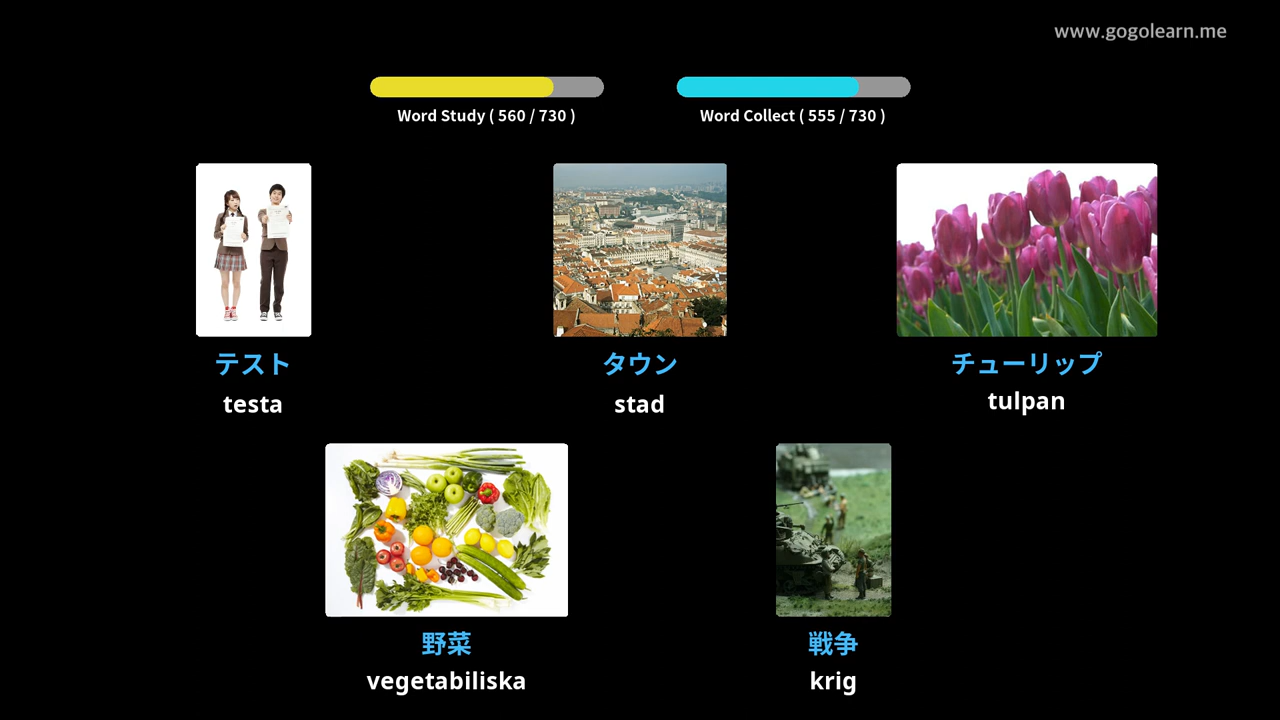 www.gogolearn.me
Word Study ( 560 / 730 )
Word Collect ( 555 / 730 )
テスト
testa
タウン
stad
チューリップ
tulpan
野菜
vegetabiliska
戦争
krig